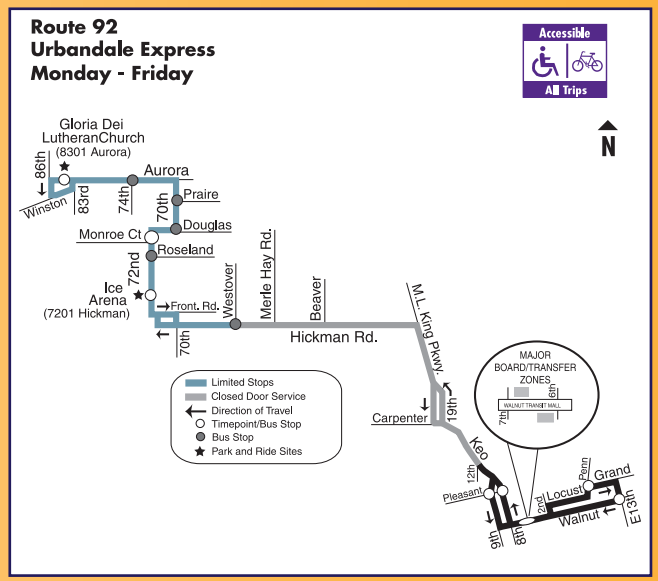 Route 92
Urbandale Express
Monday - Friday
Accessible
All Trips
N
Gloria Dei
LutheranChurch
(8301 Aurora)
86th
Winston
83rd
74th
Aurora
70th
Praire
Douglas
Monroe Ct
Roseland
72nd
Ice
Arena
(7201 Hickman)
Front. Rd.
70th
Westover
Merle Hay Rd.
Beaver
Hickman Rd.
M.L. King Pkwy.
Carpenter
19th
Keo
12th
Pleasant
9th
8th
2nd
Locust
Penn
Grand
Walnut
E13th
MAJOR
BOARD/TRANSFER
ZONES
6th
WALNUT TRANSIT MALL
7th
Limited Stops
Closed Door Service
Direction of Travel
Timepoint/Bus Stop
Bus Stop
Park and Ride Sites